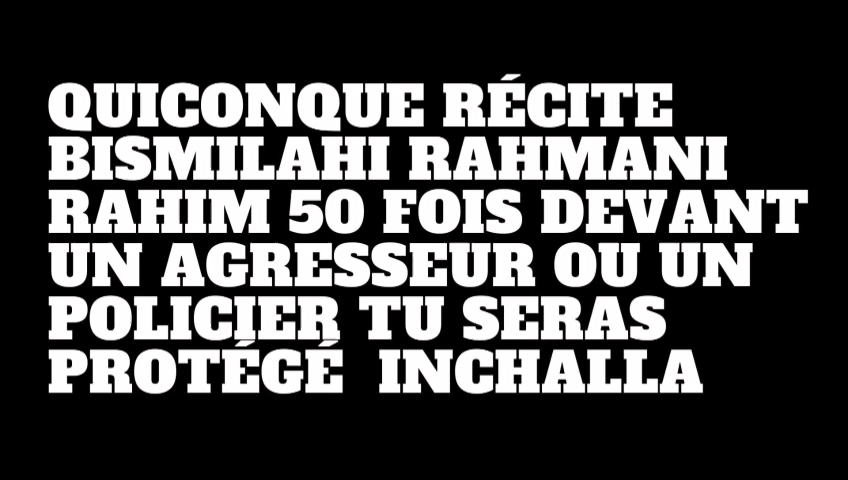 QUICONQUE RÉCITE
BISMILAHI RAHMANI
RAHIM 50 FOIS DEVANT
UN AGRESSEUR OU UN
POLICIER TU SERAS
PROTÉGÉ INCHALLA